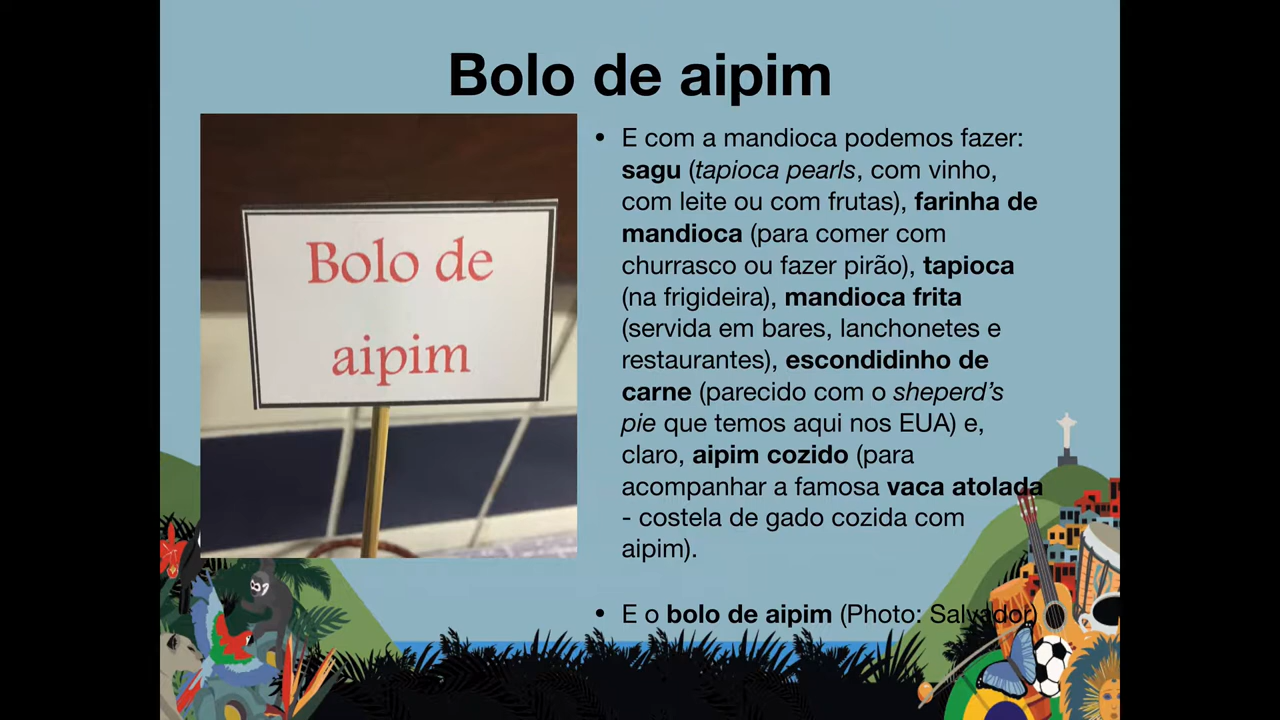 Bolo de aipim
Bolo de
aipim
• E com a mandioca podemos fazer:
sagu (tapioca pearls, com vinho,
com leite ou com frutas), farinha de
mandioca (para comer com
churrasco ou fazer pirão), tapioca
(na frigideira), mandioca frita
(servida em bares, lanchonetes e
restaurantes), escondidinho de
carne (parecido com o sheperd’s
pie que temos aqui nos EUA) e,
claro, aipim cozido (para
acompanhar a famosa vaca atolada
- costela de gado cozida com
aipim).
• E o bolo de aipim (Photo: Salvador)